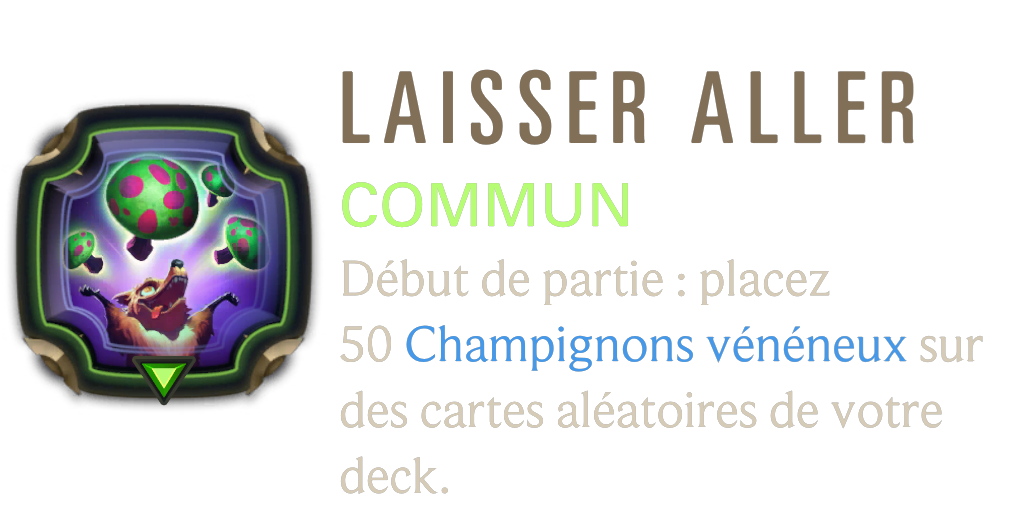 LAISSER ALLER
COMMUN
Début de partie : placez
50 Champignons vénéneux sur
des cartes aléatoires de votre
deck.